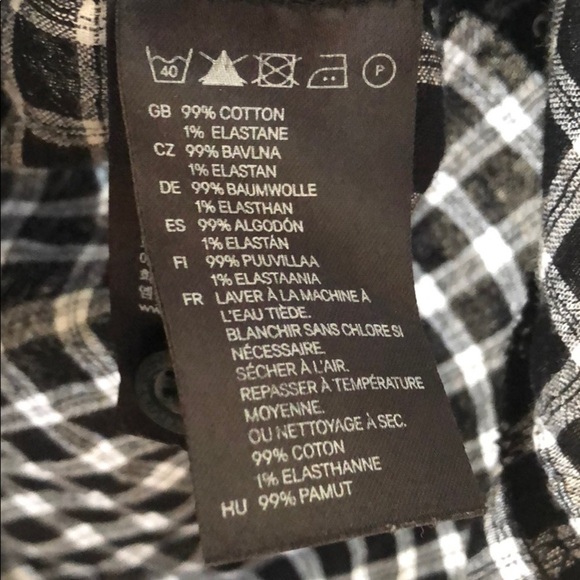 40 P
GB 99% COTTON
1% ELASTANE
CZ 99% BAVLNA
1% ELASTAN
DE 99% BAUMWOLLE
1% ELASTHAN
ES 99% ALGODÓN
1% ELASTÁN
FI 99% PUUVILLAA
1% ELASTAANIA
FR LAVER À LA MACHINE À
L'EAU TIÈDE.
BLANCHIR SANS CHLORE SI
NÉCESSAIRE.
SÉCHER À L'AIR.
REPASSER À TEMPÉRATURE
MOYENNE.
OU NETTOYAGE À SEC.
99% COTON
1% ELASTHANNE
HU 99% PAMUT